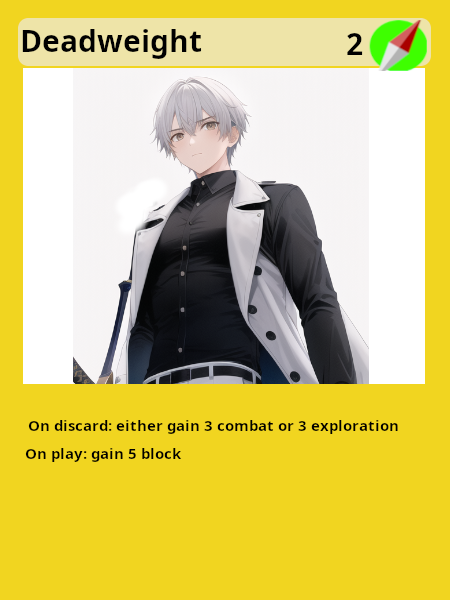 Deadweight 2
On discard: either gain 3 combat or 3 exploration
On play: gain 5 block